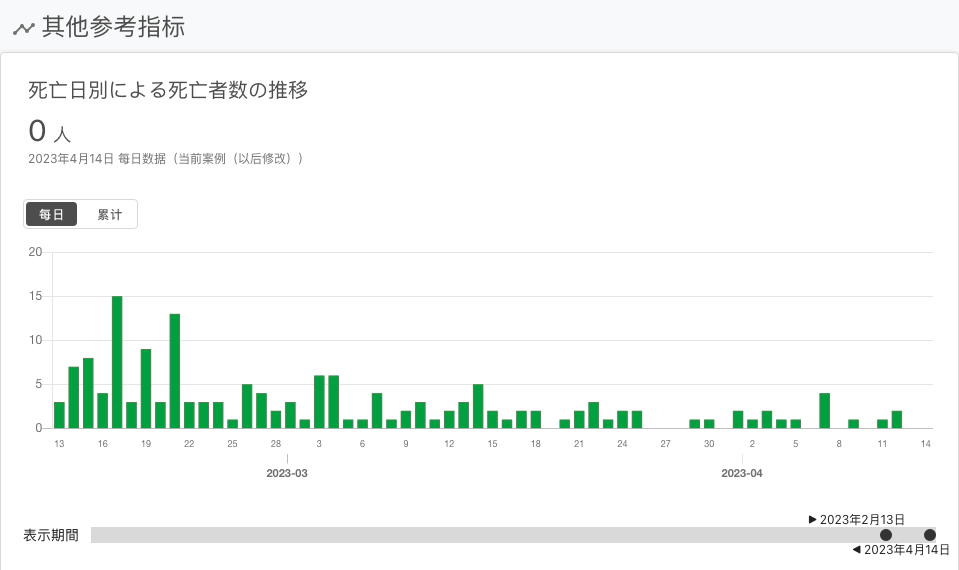 其他参考指标
死亡日別による死亡者数の推移
0 人
2023年4月14日 每日数据（当前案例（以后修改））
每日 累计
20
15
10
5
0
13 16 19 22 25 28 3 6 9 12 15 18 21 24 27 30 2 5 8 11 14
2023-03 2023-04
▶ 2023年2月13日
表示期間
◀ 2023年4月14日